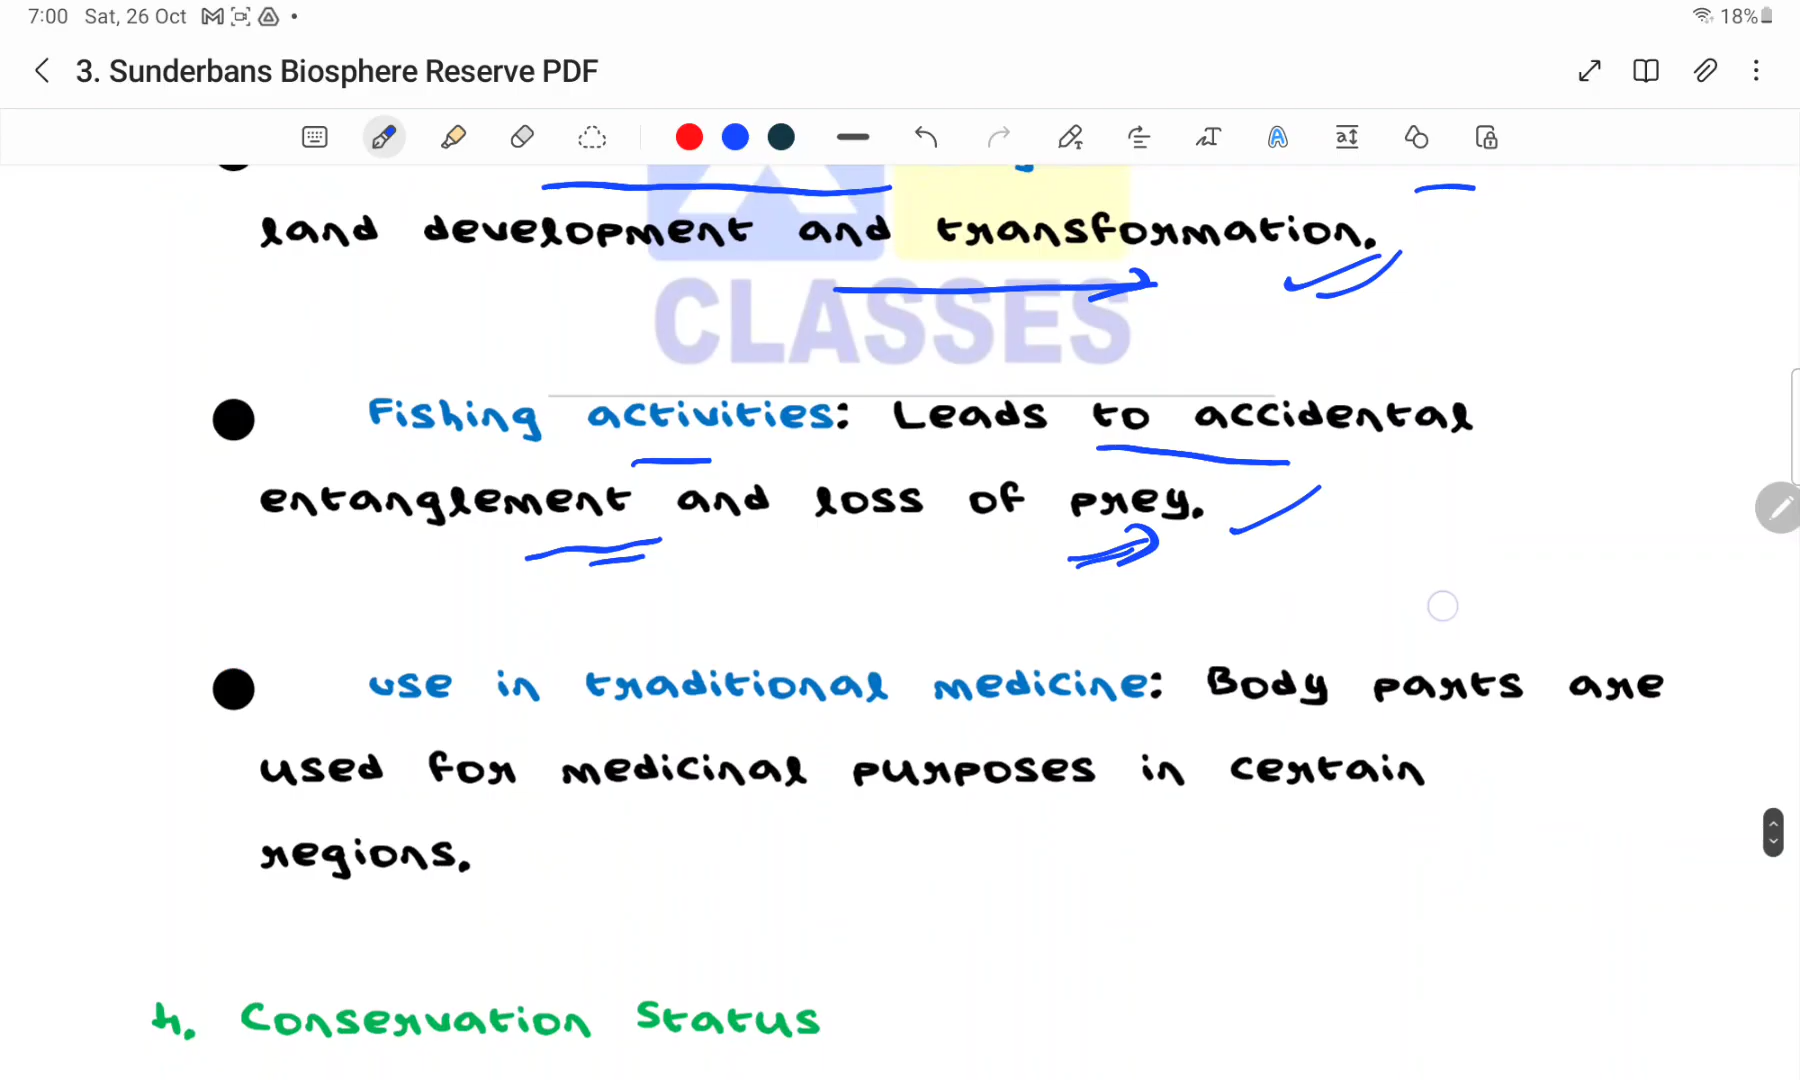 7:00 Sat, 26 Oct 18%
3. Sunderbans Biosphere Reserve PDF
land development and transformation.
CLASSES
Fishing activities: Leads to accidental
entanglement and loss of prey.
use in traditional medicine: Body parts are
used for medicinal purposes in certain
regions.
4. Conservation Status